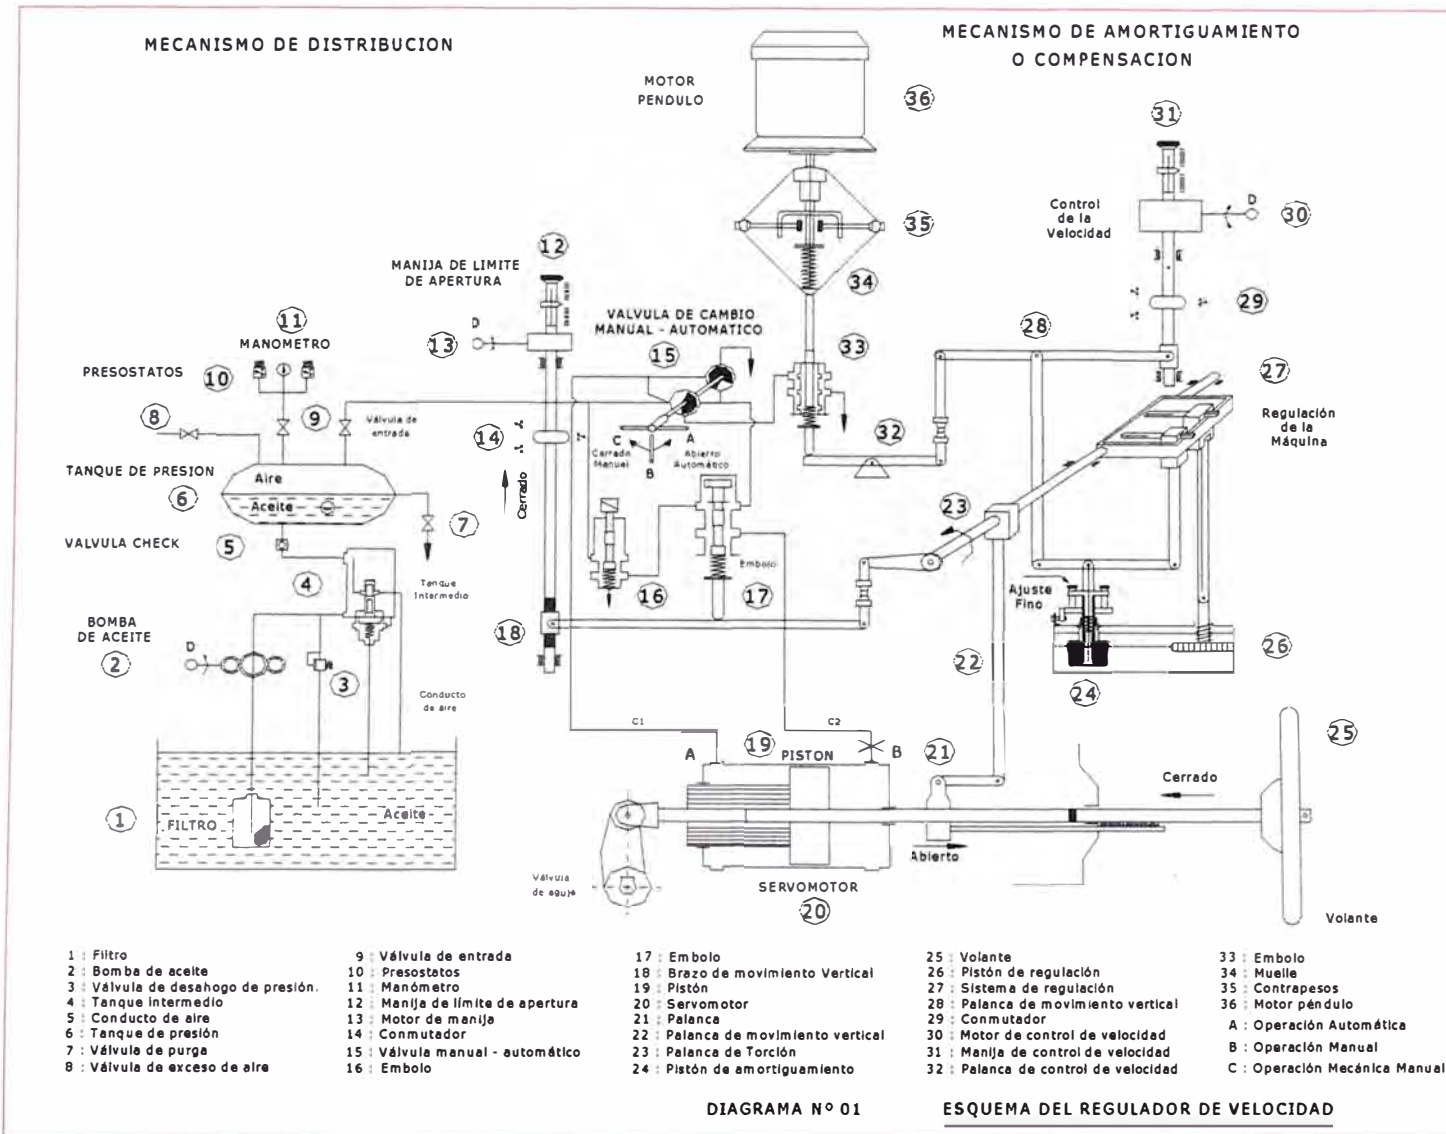 MECANISMO DE DISTRIBUCION
MECANISMO DE AMORTIGUAMIENTO
O COMPENSACION
MOTOR
PENDULO
36
31
Control
de la
Velocidad
D
30
35
12
MANIJA DE LIMITE
DE APERTURA
34
29
28
VALVULA DE CAMBIO
MANUAL - AUTOMATICO
11
MANOMETRO
D
13
15
33
27
PRESOSTATOS
10
8
9
Válvula de
entrada
14
Regulación
de la
Máquina
32
C
A
Cerrado
Manual
Abierto
Automático
B
TANQUE DE PRESION
6
Aire
Aceite
Cerrado
7
23
VALVULA CHECK
5
4
Tanque
Intermedio
Embolo
16
17
Ajuste
Fino
BOMBA
DE ACEITE
2
D
18
26
3
22
24
Conducto
de aire
C1
C2
25
A
19
PISTON
B
21
Cerrado
1
FILTRO
Aceite
Abierto
Válvula
de aguja
SERVOMOTOR
20
Volante
1 : Filtro
2 : Bomba de aceite
3 : Válvula de desahogo de presión.
4 : Tanque intermedio
5 : Conducto de aire
6 : Tanque de presión
7 : Válvula de purga
8 : Válvula de exceso de aire
9 : Válvula de entrada
10 : Presostatos
11 : Manómetro
12 : Manija de límite de apertura
13 : Motor de manija
14 : Conmutador
15 : Válvula manual - automático
16 : Embolo
17 : Embolo
18 : Brazo de movimiento Vertical
19 : Pistón
20 : Servomotor
21 : Palanca
22 : Palanca de movimiento vertical
23 : Palanca de Torción
24 : Pistón de amortiguamiento
25 : Volante
26 : Pistón de regulación
27 : Sistema de regulación
28 : Palanca de movimiento vertical
29 : Conmutador
30 : Motor de control de velocidad
31 : Manija de control de velocidad
32 : Palanca de control de velocidad
33 : Embolo
34 : Muelle
35 : Contrapesos
36 : Motor péndulo
A : Operación Automática
B : Operación Manual
C : Operación Mecánica Manual
DIAGRAMA Nº 01
ESQUEMA DEL REGULADOR DE VELOCIDAD